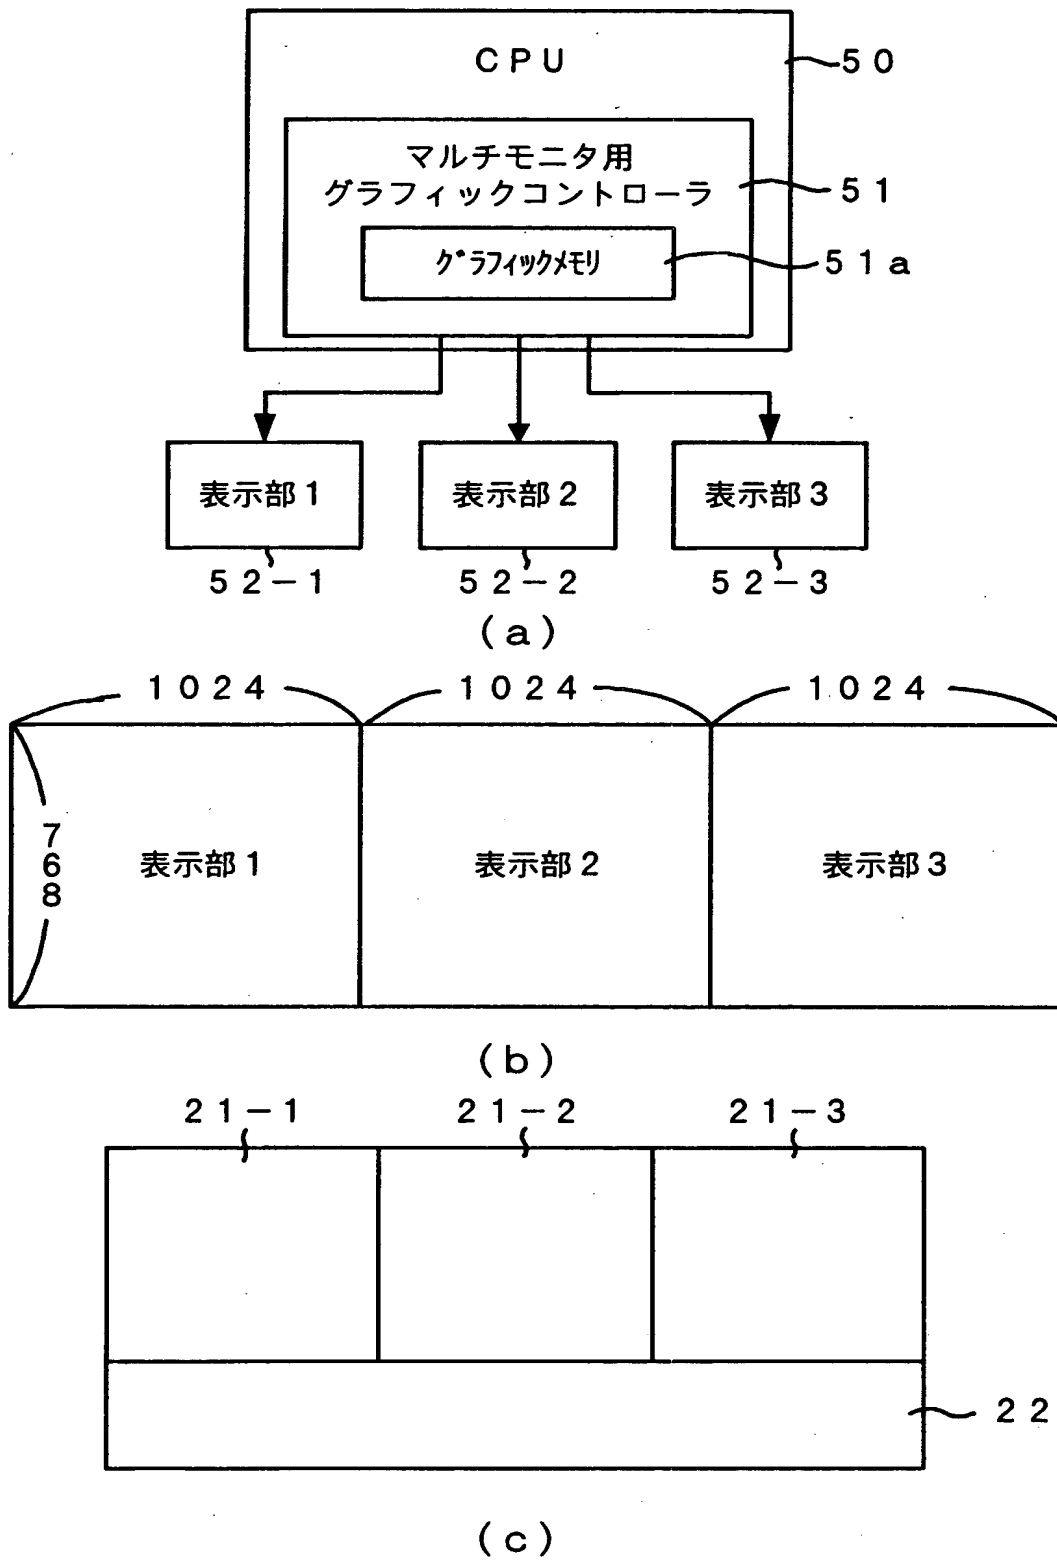 CPU
50
マルチモニタ用
グラフィックコントローラ
51
グラフィックメモリ
51a
表示部1 表示部2 表示部3
52-1 52-2 52-3
(a)
1024 1024 1024
768
表示部1 表示部2 表示部3
(b)
21-1 21-2 21-3
22
(c)